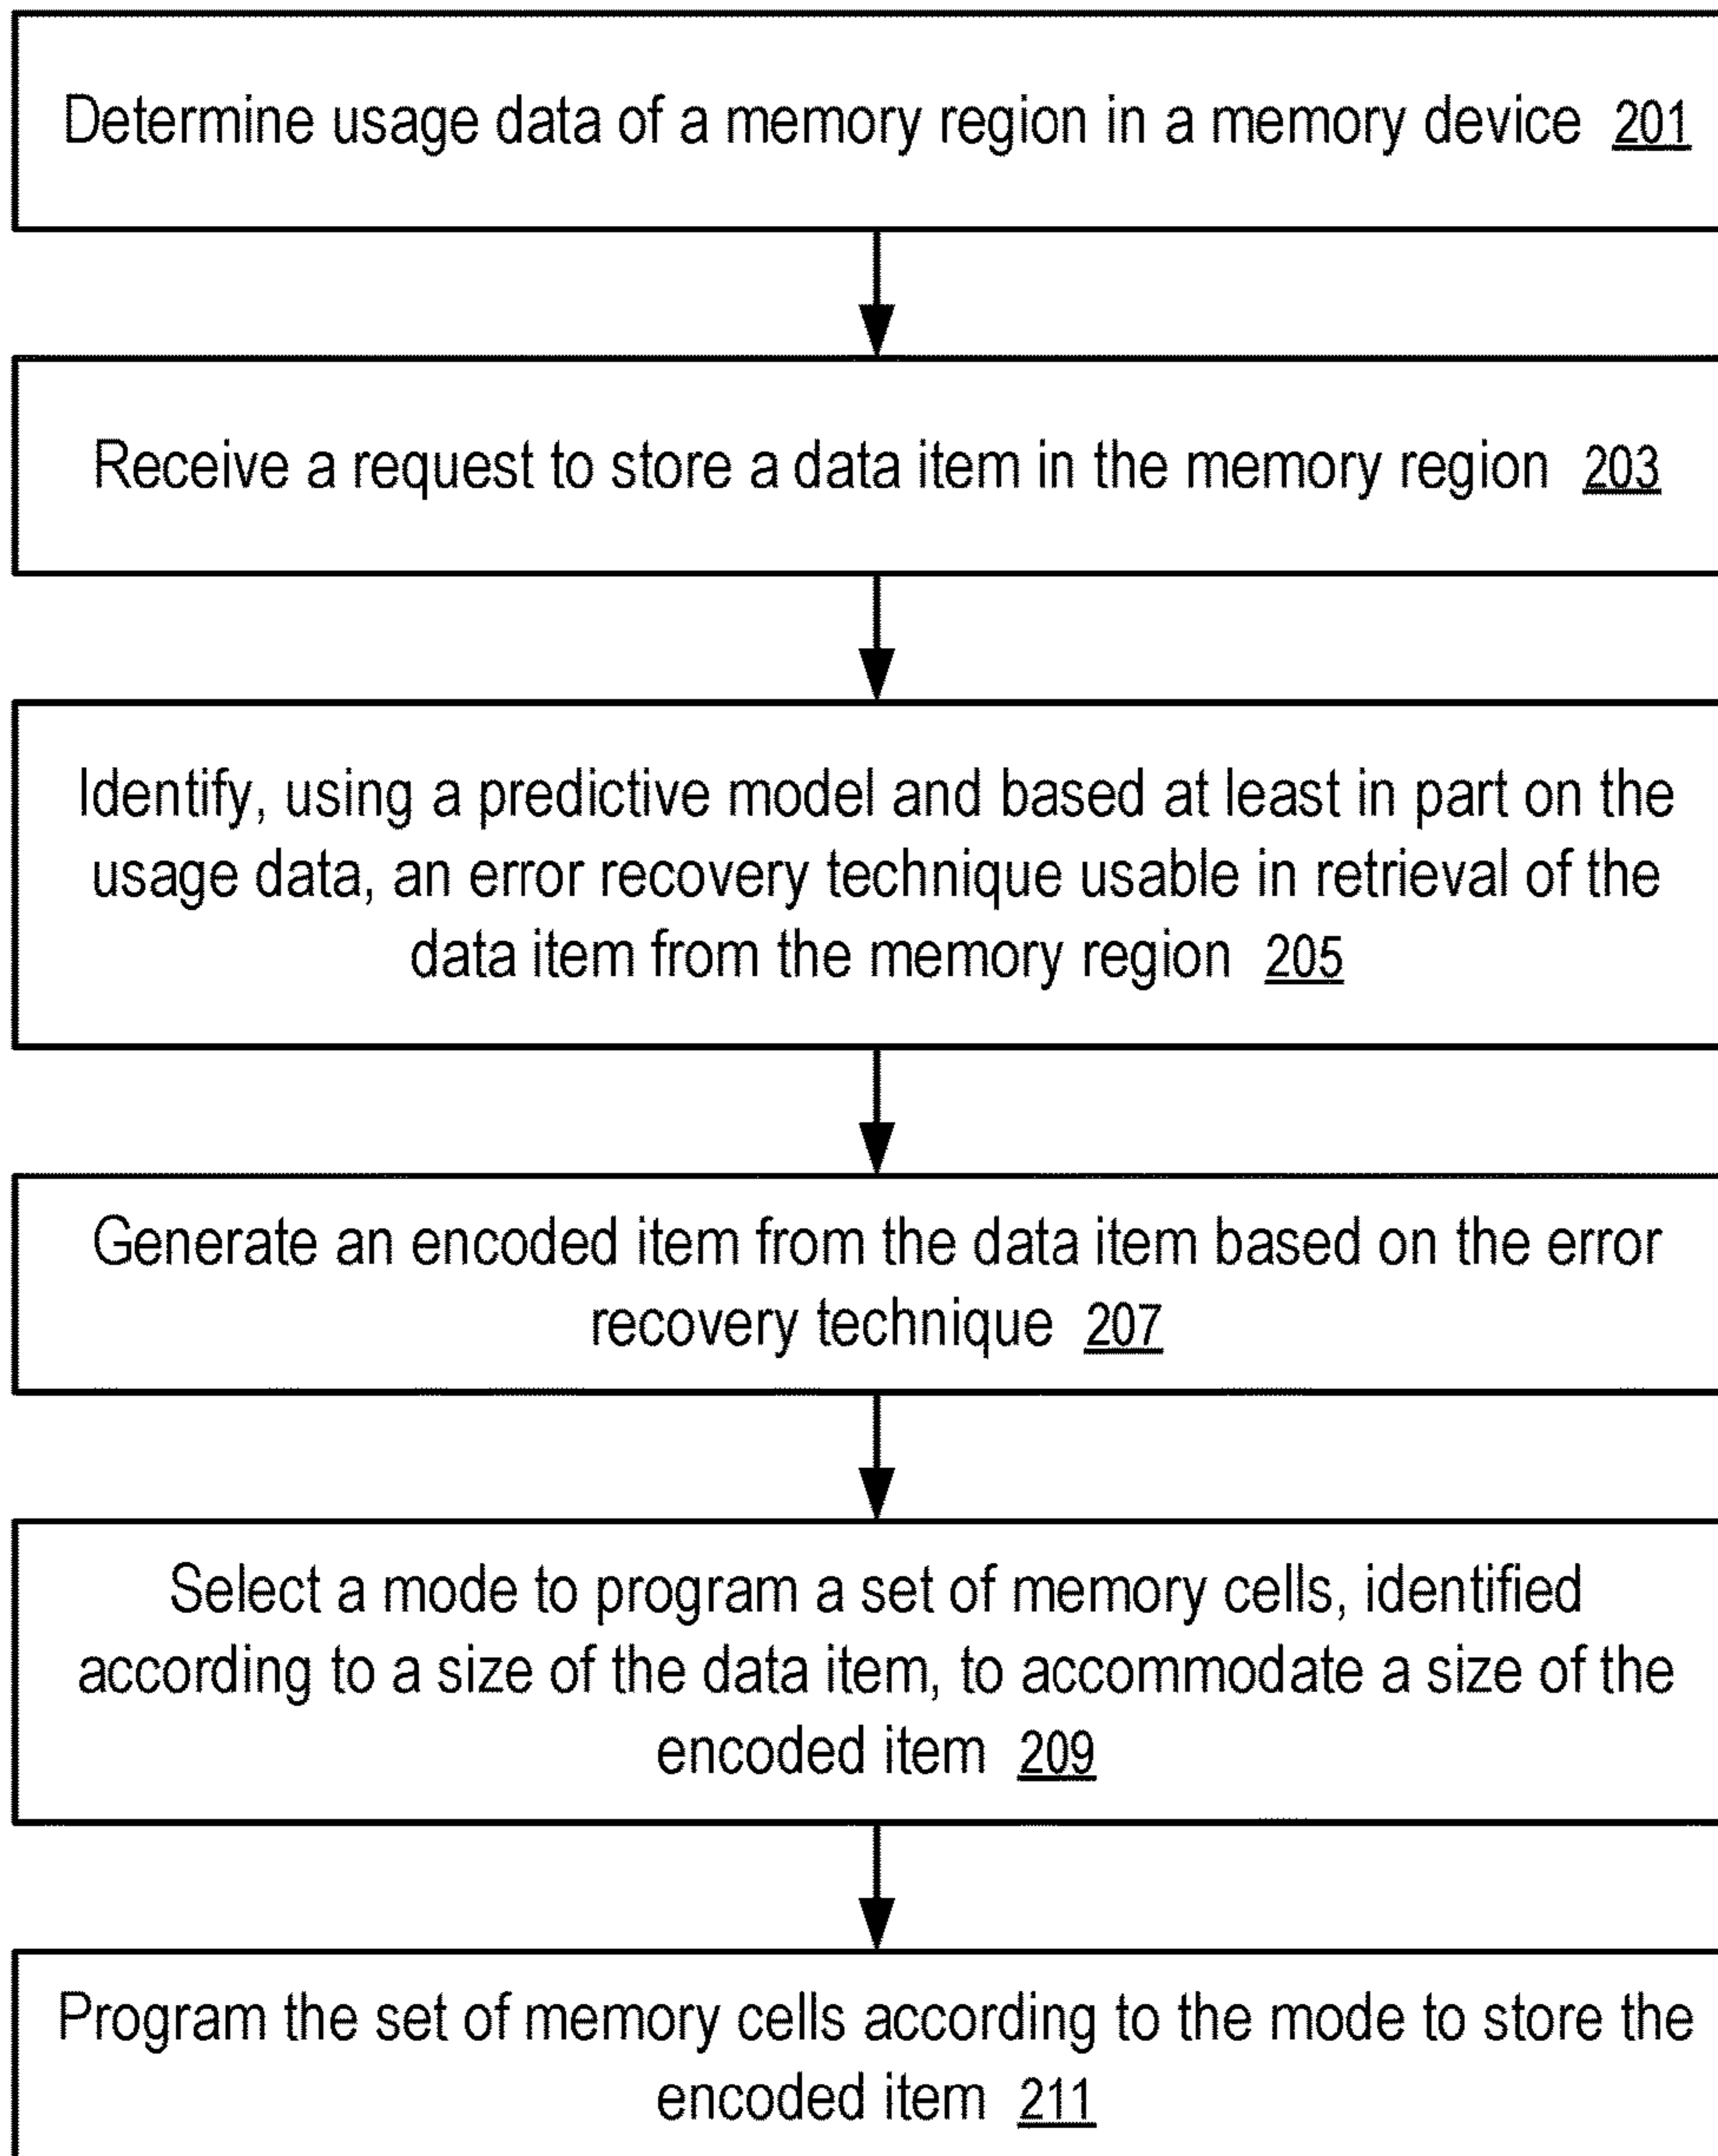 Determine usage data of a memory region in a memory device 201
Receive a request to store a data item in the memory region 203
Identify, using a predictive model and based at least in part on the
usage data, an error recovery technique usable in retrieval of the
data item from the memory region 205
Generate an encoded item from the data item based on the error
recovery technique 207
Select a mode to program a set of memory cells, identified
according to a size of the data item, to accommodate a size of the
encoded item 209
Program the set of memory cells according to the mode to store the
encoded item 211